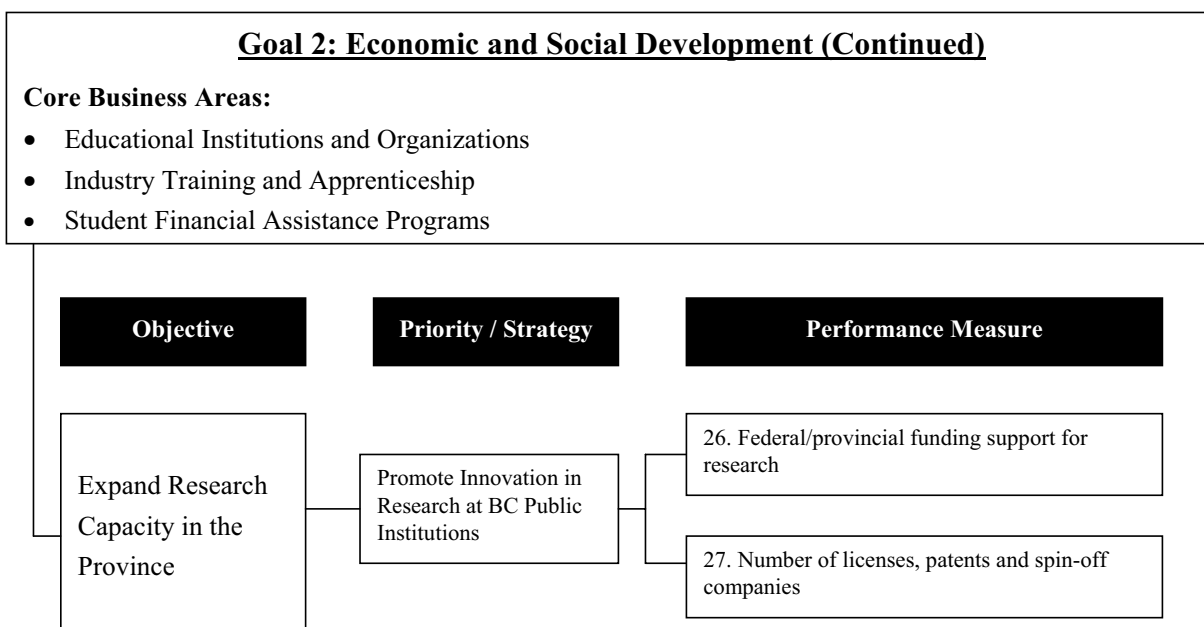 Goal 2: Economic and Social Development (Continued)
Core Business Areas:
• Educational Institutions and Organizations
• Industry Training and Apprenticeship
• Student Financial Assistance Programs
Objective
Priority / Strategy
Performance Measure
Expand Research
Capacity in the
Province
Promote Innovation in
Research at BC Public
Institutions
26. Federal/provincial funding support for
research
27. Number of licenses, patents and spin-off
companies